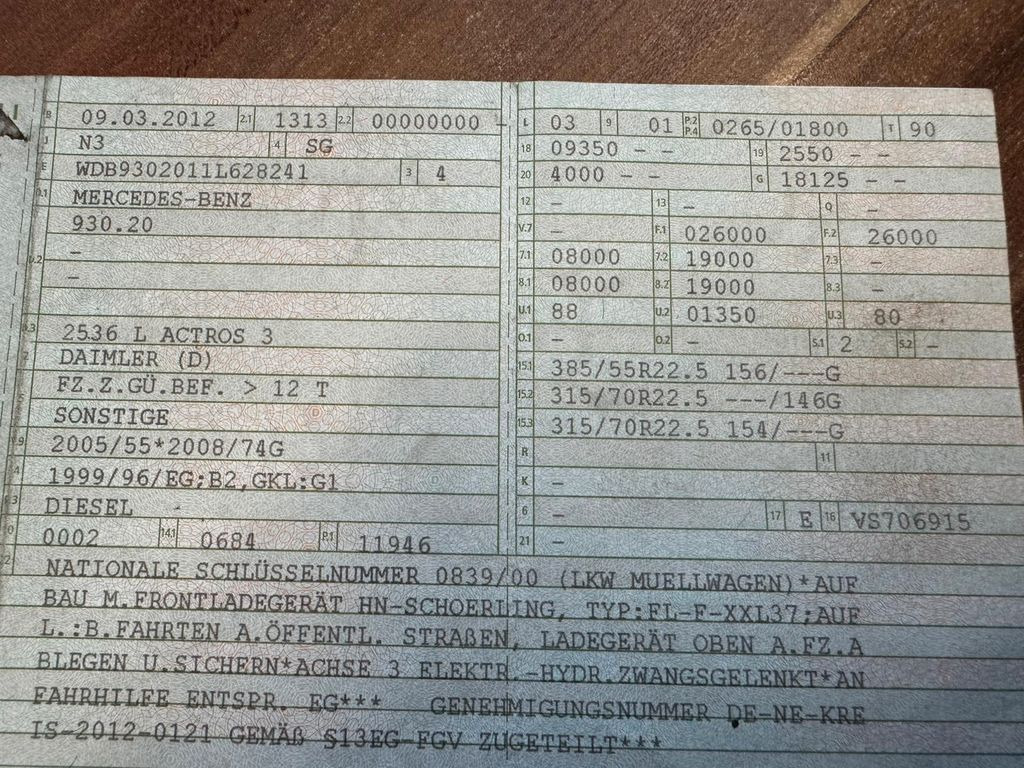 B 09.03.2012 2.1 1313 2.2 00000000 –
J N3 4 SG
E WDB9302011L628241 3 4
D.1 MERCEDES-BENZ
930.20
–
D.2
–
D.3 2536 L ACTROS 3
2 DAIMLER (D)
5 FZ.Z.GÜ.BEF. > 12 T
SONSTIGE
V.9 2005/55*2008/74G
14 1999/96/EG;B2,GKL:G1
P.3 DIESEL
10 0002 14.1 0684 P.1 11946
L 03 9 01 P.2 P.4 0265/01800 T 90
18 09350 – – 19 2550 – –
20 4000 – – G 18125 – –
12 – 13 – Q –
V.7 – F.1 026000 F.2 26000
7.1 08000 7.2 19000 7.3 –
8.1 08000 8.2 19000 8.3 –
U.1 88 U.2 01350 U.3 80
O.1 – O.2 – S.1 2 S.2 –
15.1 385/55R22.5 156/---G
15.2 315/70R22.5 ---/146G
15.3 315/70R22.5 154/---G
R 11
K –
6 – 17 E 16 VS706915
21 –
22 NATIONALE SCHLÜSSELNUMMER 0839/00 (LKW MUELLWAGEN)*AUF
BAU M.FRONTLADEGERÄT HN-SCHOERLING, TYP:FL-F-XXL37;AUF
L.:B.FAHRTEN A.ÖFFENTL. STRAßEN, LADEGERÄT OBEN A.FZ.A
BLEGEN U.SICHERN*ACHSE 3 ELEKTR.-HYDR.ZWANGSGELENKT*AN
FAHRHILFE ENTSPR. EG*** GENEHMIGUNGSNUMMER DE-NE-KRE
IS-2012-0121 GEMÄß §13EG-FGV ZUGETEILT***